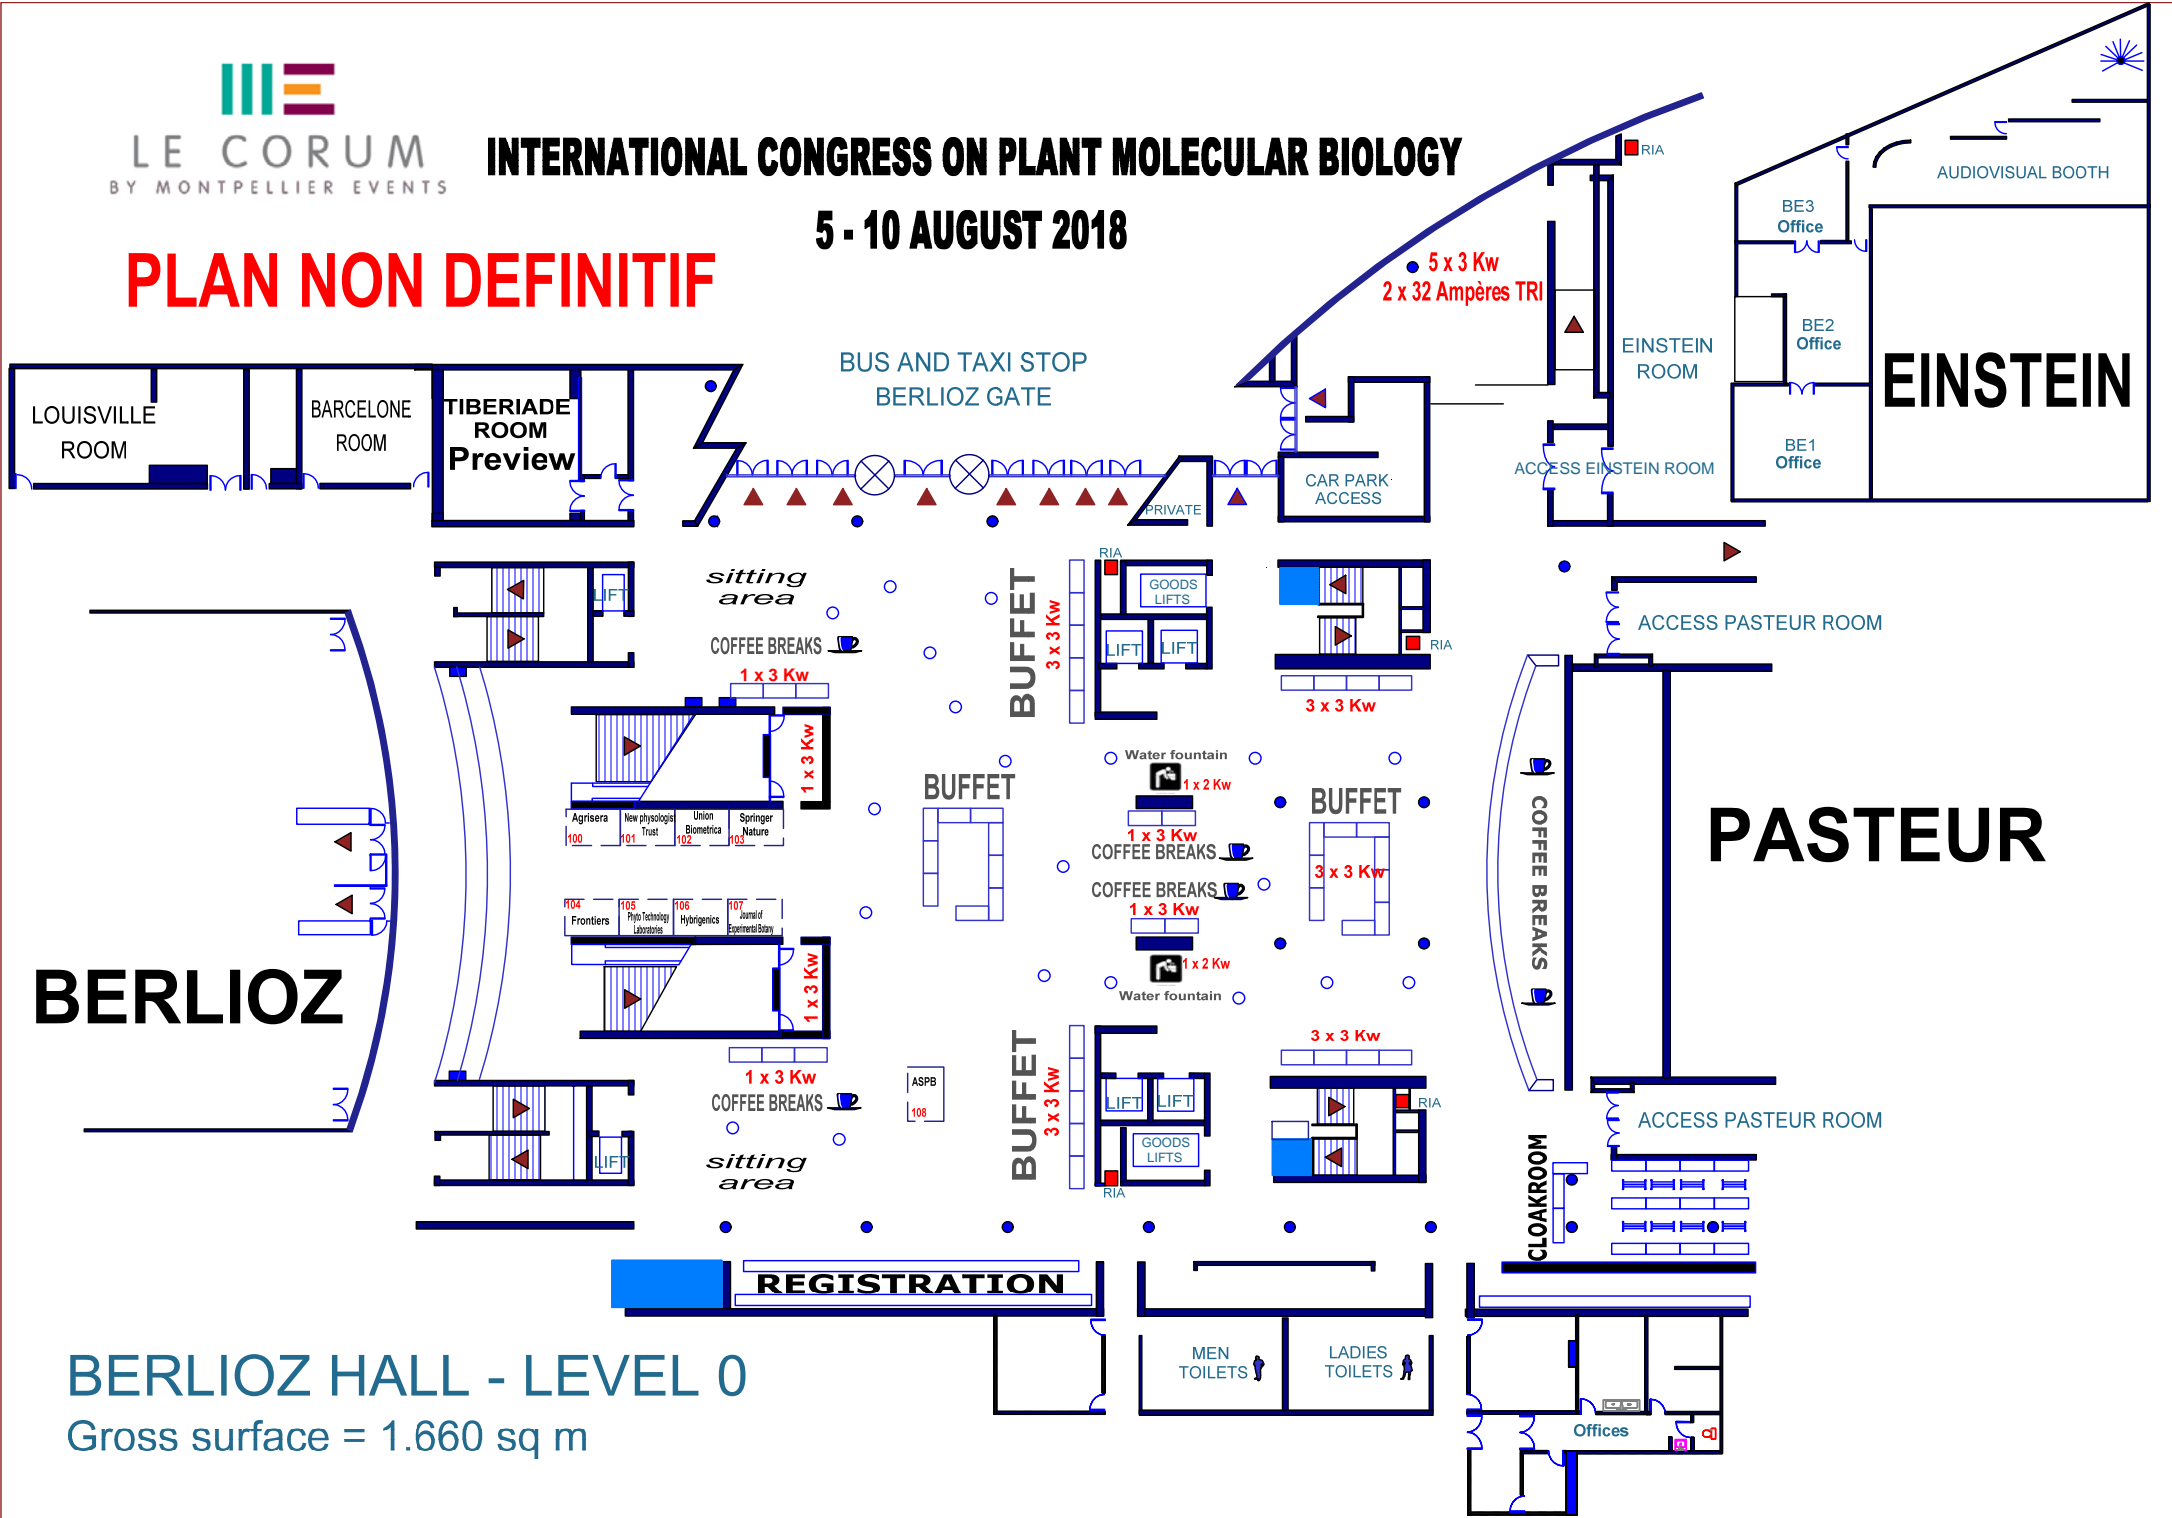 LE CORUM
BY MONTPELLIER EVENTS
INTERNATIONAL CONGRESS ON PLANT MOLECULAR BIOLOGY
5 - 10 AUGUST 2018
PLAN NON DEFINITIF
RIA
AUDIOVISUAL BOOTH
BE3
Office
5 x 3 Kw
2 x 32 Ampères TRI
BUS AND TAXI STOP
BERLIOZ GATE
EINSTEIN
ROOM
BE2
Office
EINSTEIN
LOUISVILLE
ROOM
BARCELONE
ROOM
TIBERIADE
ROOM
Preview
BE1
Office
ACCESS EINSTEIN ROOM
CAR PARK
ACCESS
PRIVATE
sitting
area
LIFT
COFFEE BREAKS
1 x 3 Kw
BUFFET
3 x 3 Kw
RIA
GOODS
LIFTS
LIFT
LIFT
RIA
3 x 3 Kw
ACCESS PASTEUR ROOM
1 x 3 Kw
Water fountain
1 x 2 Kw
BUFFET
BUFFET
3 x 3 Kw
1 x 3 Kw
COFFEE BREAKS
COFFEE BREAKS
1 x 3 Kw
1 x 2 Kw
Water fountain
COFFEE BREAKS
PASTEUR
Agrisera
100
New physologis
Trust
101
Union
Biometrica
102
Springer
Nature
103
104
Frontiers
105
Phyto Technology
Laboratories
106
Hybrigenics
107
Journal of
Experimental Botany
BERLIOZ
1 x 3 Kw
1 x 3 Kw
COFFEE BREAKS
ASPB
108
BUFFET
3 x 3 Kw
LIFT
LIFT
GOODS
LIFTS
RIA
3 x 3 Kw
RIA
ACCESS PASTEUR ROOM
LIFT
sitting
area
CLOAKROOM
REGISTRATION
MEN
TOILETS
LADIES
TOILETS
Offices
BERLIOZ HALL - LEVEL 0
Gross surface = 1.660 sq m